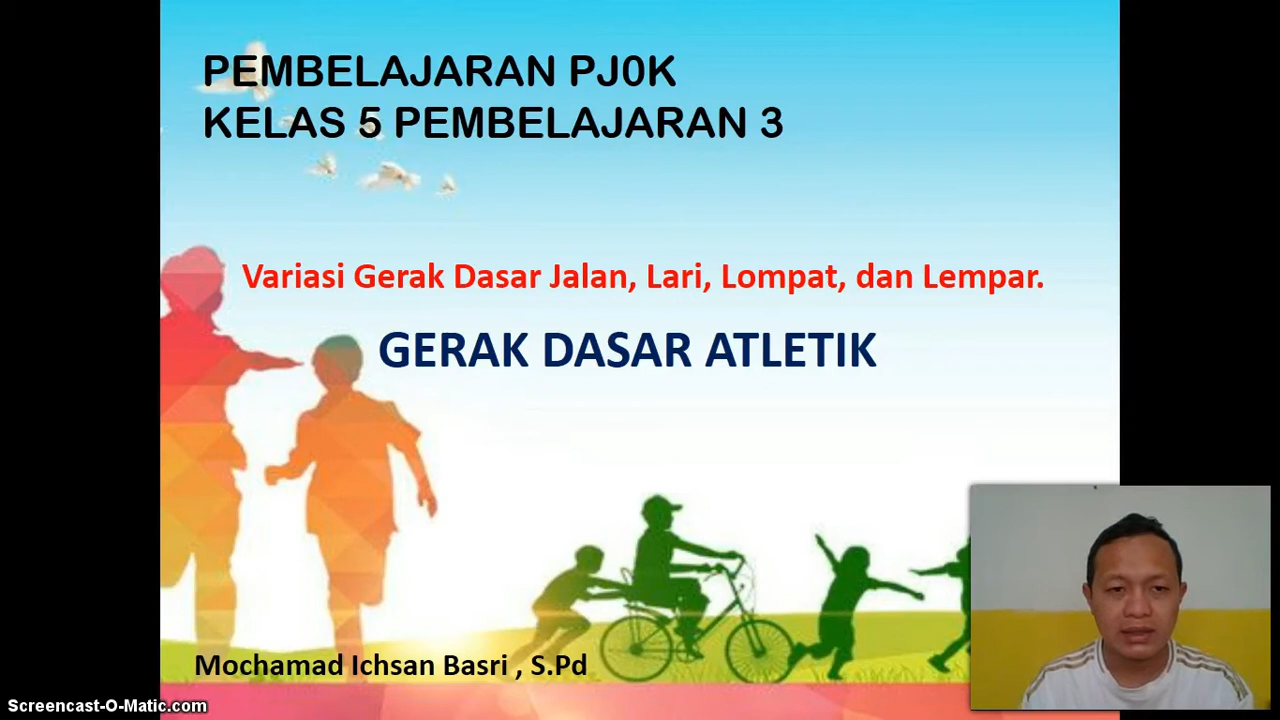 PEMBELAJARAN PJ0K
KELAS 5 PEMBELAJARAN 3
Variasi Gerak Dasar Jalan, Lari, Lompat, dan Lempar.
GERAK DASAR ATLETIK
Mochamad Ichsan Basri , S.Pd
Screencast-O-Matic.com